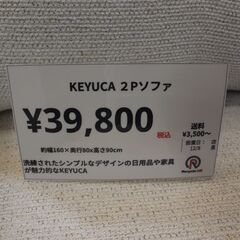 KEYUCA 2Pソファ
¥39,800
税込
送料
¥3,500～
約幅160×奥行80x高さ90cm
洗練されたシンプルなデザインの日用品や家具
が魅力的なKEYUCA